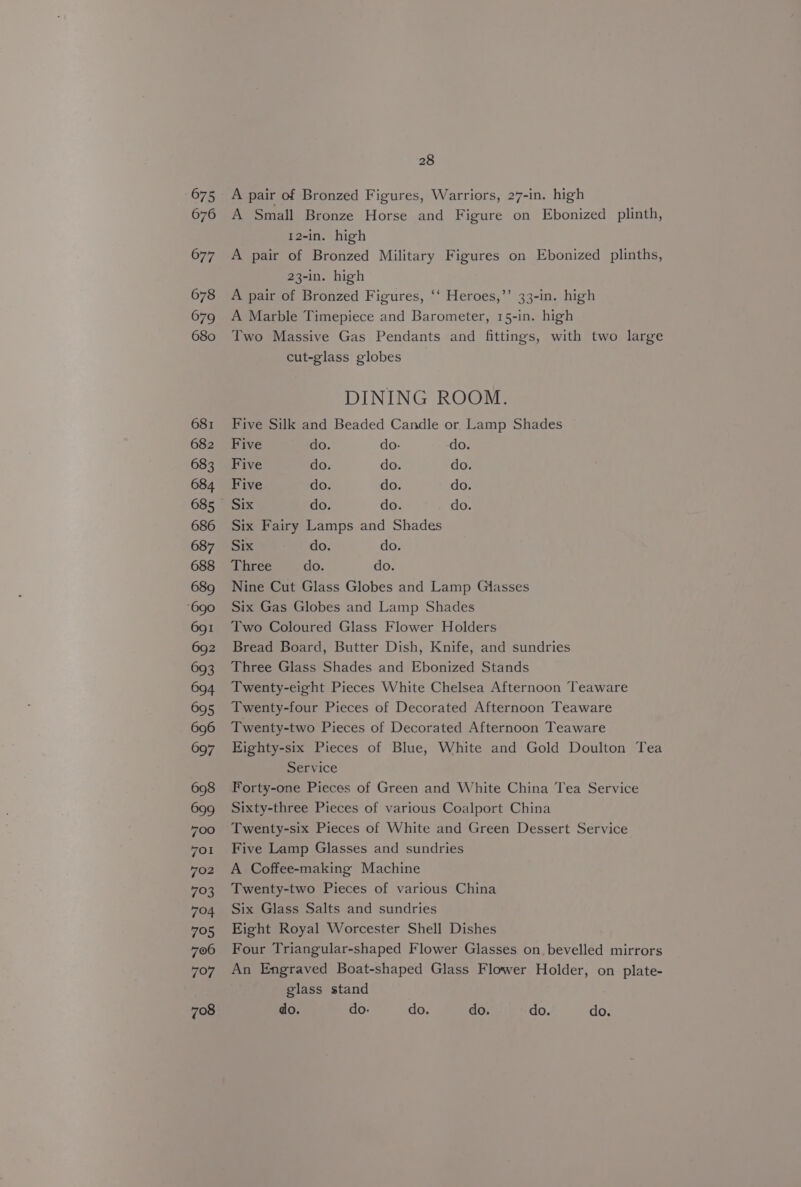 28
675 A pair of Bronzed Figures, Warriors, 27-in. high
676 A Small Bronze Horse and Figure on Ebonized plinth,
12-in. high
677 A pair of Bronzed Military Figures on Ebonized plinths,
23-in. high
678 A pair of Bronzed Figures, ‘‘ Heroes,’’ 33-in. high
679 A Marble Timepiece and Barometer, 15-in. high
680 Two Massive Gas Pendants and fittings, with two large
cut-glass globes
DINING ROOM.
681 Five Silk and Beaded Candle or Lamp Shades
682 Five do. do. do.
683 Five do. do. do.
684 Five do. do. do.
685 Six do. do. do.
686 Six Fairy Lamps and Shades
687 Six do. do.
688 Three do. do.
689 Nine Cut Glass Globes and Lamp Glasses
690 Six Gas Globes and Lamp Shades
691 Two Coloured Glass Flower Holders
692 Bread Board, Butter Dish, Knife, and sundries
693 Three Glass Shades and Ebonized Stands
694 Twenty-eight Pieces White Chelsea Afternoon Teaware
695 Twenty-four Pieces of Decorated Afternoon Teaware
696 Twenty-two Pieces of Decorated Afternoon Teaware
697 Eighty-six Pieces of Blue, White and Gold Doulton Tea
Service
698 Forty-one Pieces of Green and White China Tea Service
699 Sixty-three Pieces of various Coalport China
700 Twenty-six Pieces of White and Green Dessert Service
701 Five Lamp Glasses and sundries
702 A Coffee-making Machine
703 Twenty-two Pieces of various China
704 Six Glass Salts and sundries
705 Eight Royal Worcester Shell Dishes
706 Four Triangular-shaped Flower Glasses on bevelled mirrors
707 An Engraved Boat-shaped Glass Flower Holder, on plate-
glass stand
708 do. do. do. do. do. do.